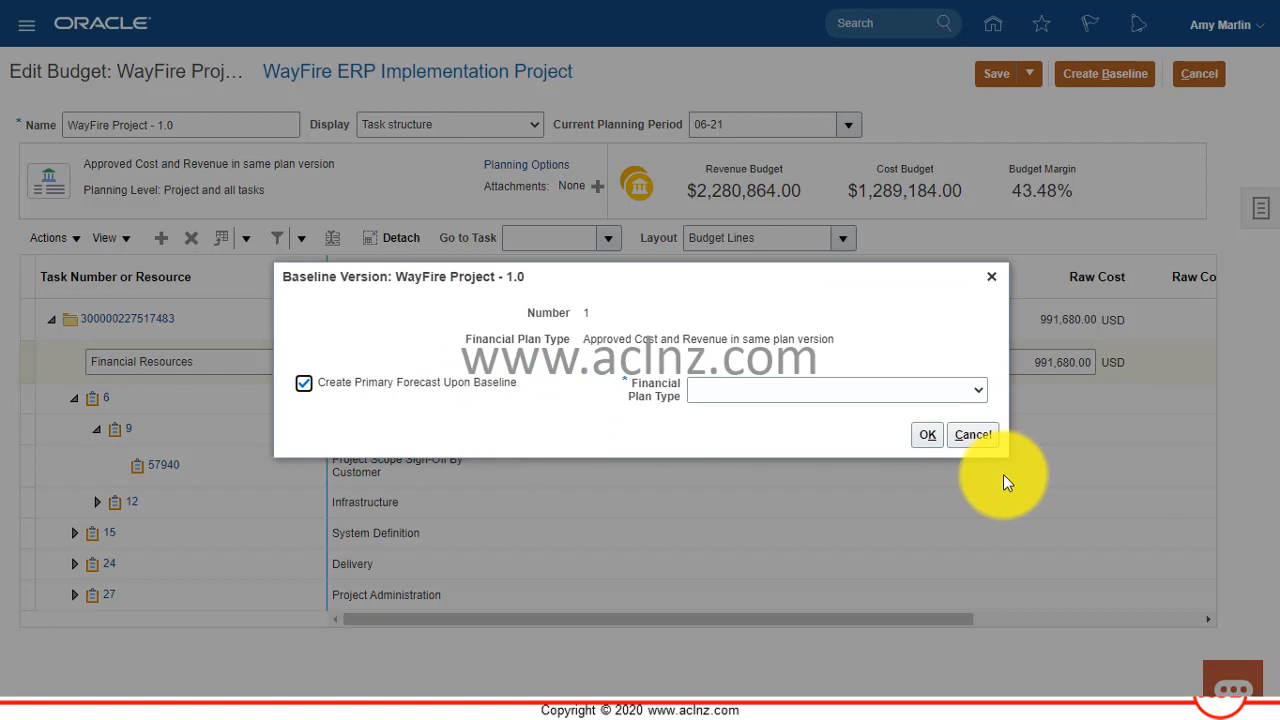 ORACLE
Search
Amy Marlin
Edit Budget: WayFire Proj... WayFire ERP Implementation Project
Save Create Baseline Cancel
* Name WayFire Project - 1.0 Display Task structure Current Planning Period 06-21
Approved Cost and Revenue in same plan version
Planning Level: Project and all tasks
Planning Options
Attachments: None
Revenue Budget Cost Budget Budget Margin
$2,280,864.00 $1,289,184.00 43.48%
Actions View Detach Go to Task Layout Budget Lines
Task Number or Resource Raw Cost Raw Co
Baseline Version: WayFire Project - 1.0
Number 1
Financial Plan Type Approved Cost and Revenue in same plan version
www.aclnz.com
Create Primary Forecast Upon Baseline
* Financial
Plan Type
OK Cancel
300000227517483 991,680.00 USD
Financial Resources 991,680.00 USD
6
9
57940 Project Scope Sign-Off By
Customer
12 Infrastructure
15 System Definition
24 Delivery
27 Project Administration
Copyright © 2020 www.aclnz.com